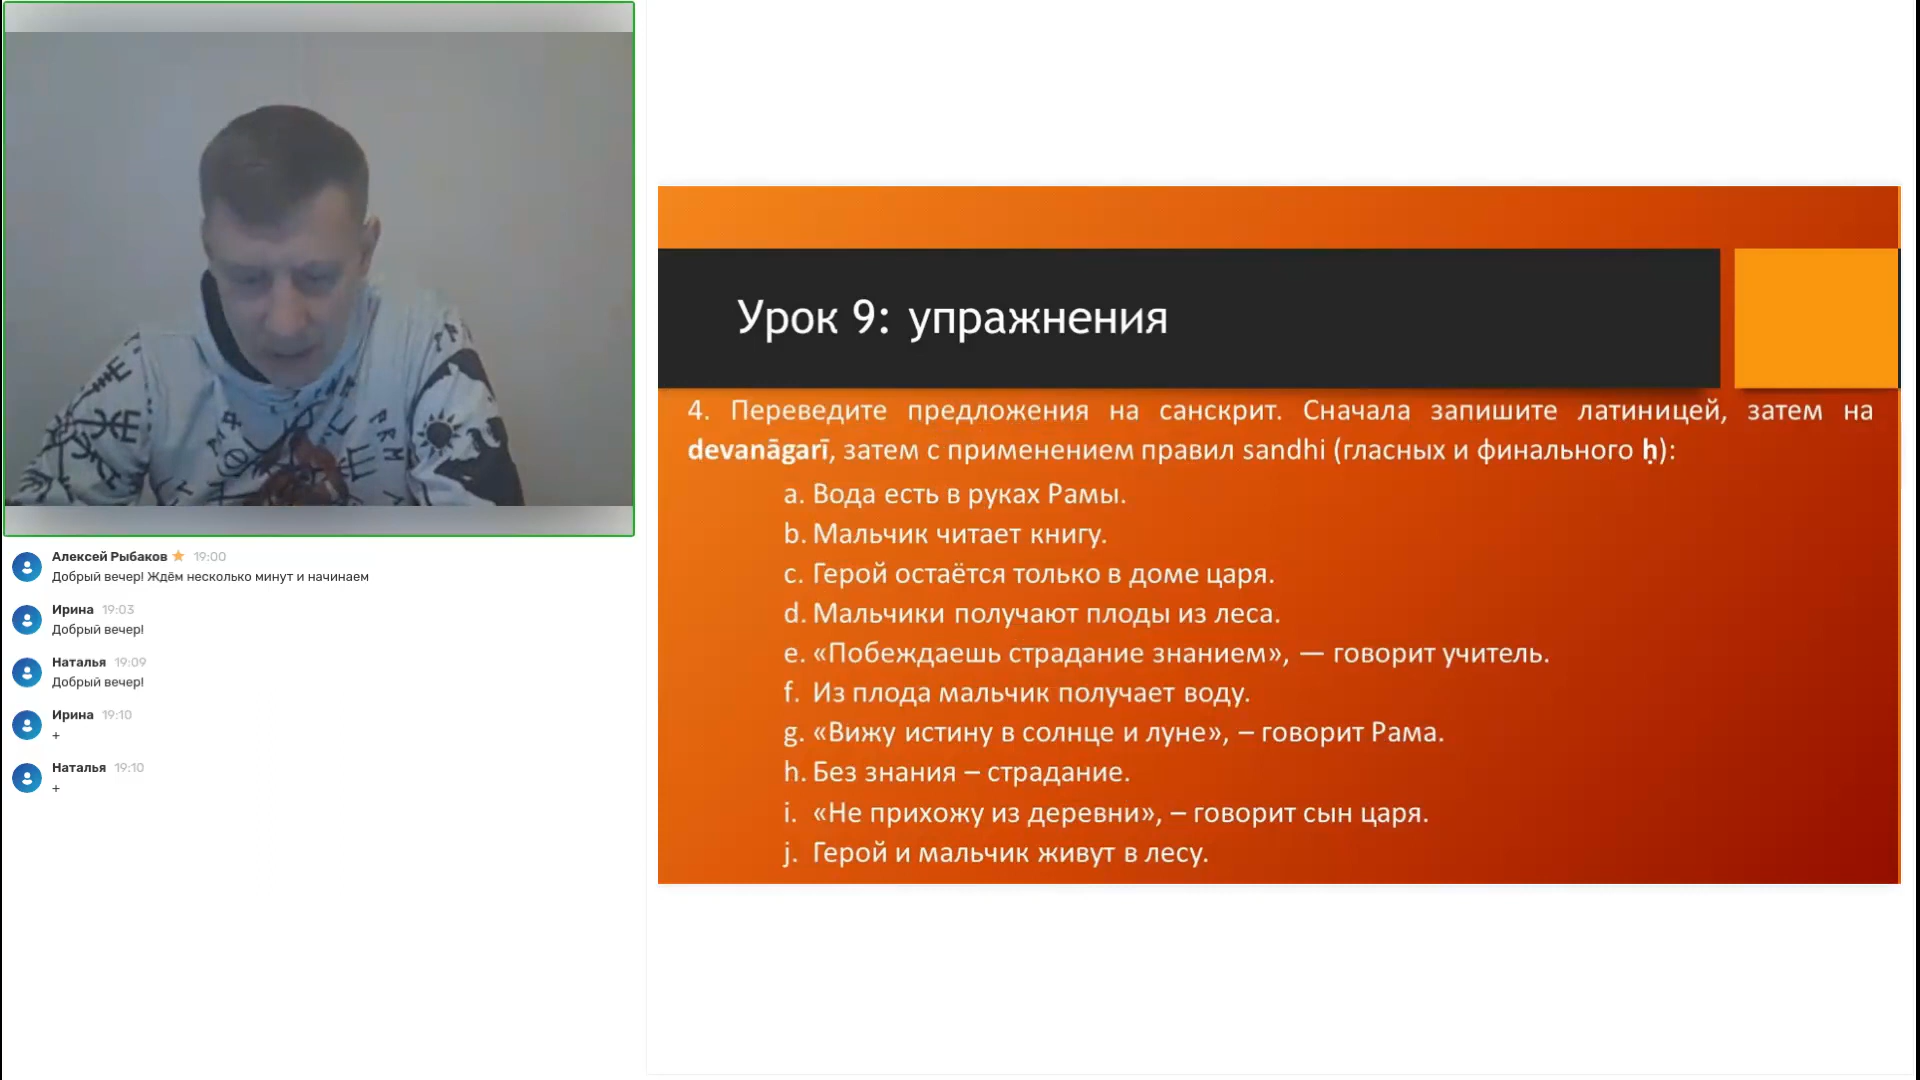 Алексей Рыбаков 19:00
Добрый вечер! Ждём несколько минут и начинаем
Ирина 19:03
Добрый вечер!
Наталья 19:09
Добрый вечер!
Ирина 19:10
+
Наталья 19:10
+
Урок 9: упражнения
4. Переведите предложения на санскрит. Сначала запишите латиницей, затем на
devanāgarī, затем с применением правил sandhi (гласных и финального ḥ):
a. Вода есть в руках Рамы.
b. Мальчик читает книгу.
c. Герой остаётся только в доме царя.
d. Мальчики получают плоды из леса.
e. «Побеждаешь страдание знанием», — говорит учитель.
f. Из плода мальчик получает воду.
g. «Вижу истину в солнце и луне», – говорит Рама.
h. Без знания – страдание.
i. «Не прихожу из деревни», – говорит сын царя.
j. Герой и мальчик живут в лесу.